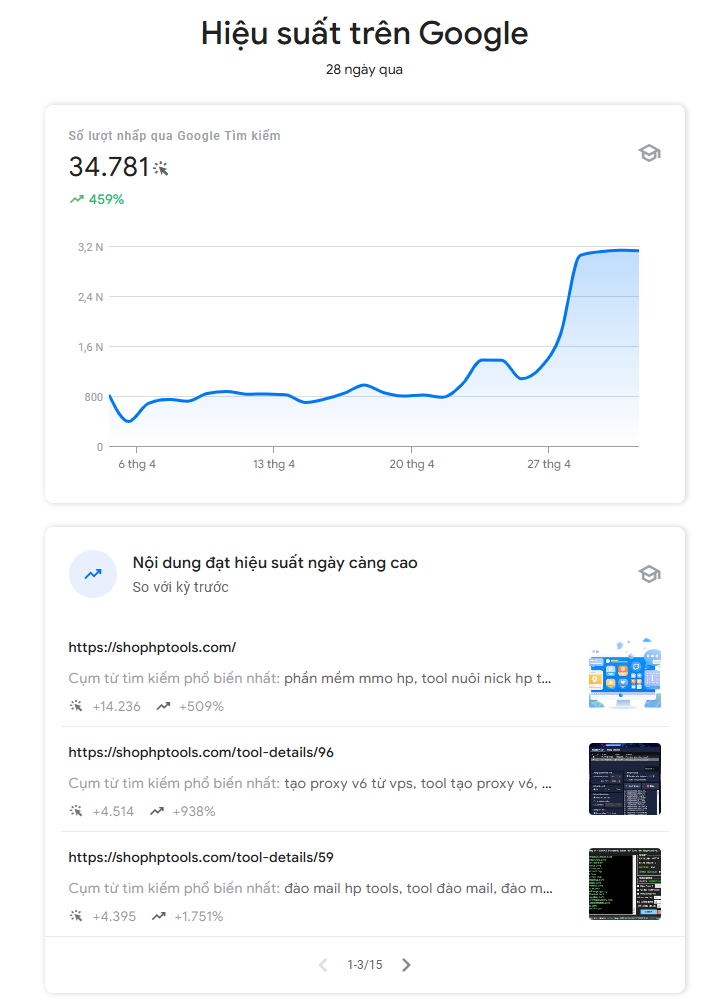 Hiệu suất trên Google
28 ngày qua
Số lượt nhấp qua Google Tìm kiếm
34.781
459%
3,2 N
2,4 N
1,6 N
800
0
6 thg 4
13 thg 4
20 thg 4
27 thg 4
Nội dung đạt hiệu suất ngày càng cao
So với kỳ trước
https://shophptools.com/
Cụm từ tìm kiếm phổ biến nhất: phần mềm mmo hp, tool nuôi nick hp t...
+14.236 +509%
https://shophptools.com/tool-details/96
Cụm từ tìm kiếm phổ biến nhất: tạo proxy v6 từ vps, tool tạo proxy v6, ...
+4.514 +938%
https://shophptools.com/tool-details/59
Cụm từ tìm kiếm phổ biến nhất: đào mail hp tools, tool đào mail, đào m...
+4.395 +1.751%
1-3/15